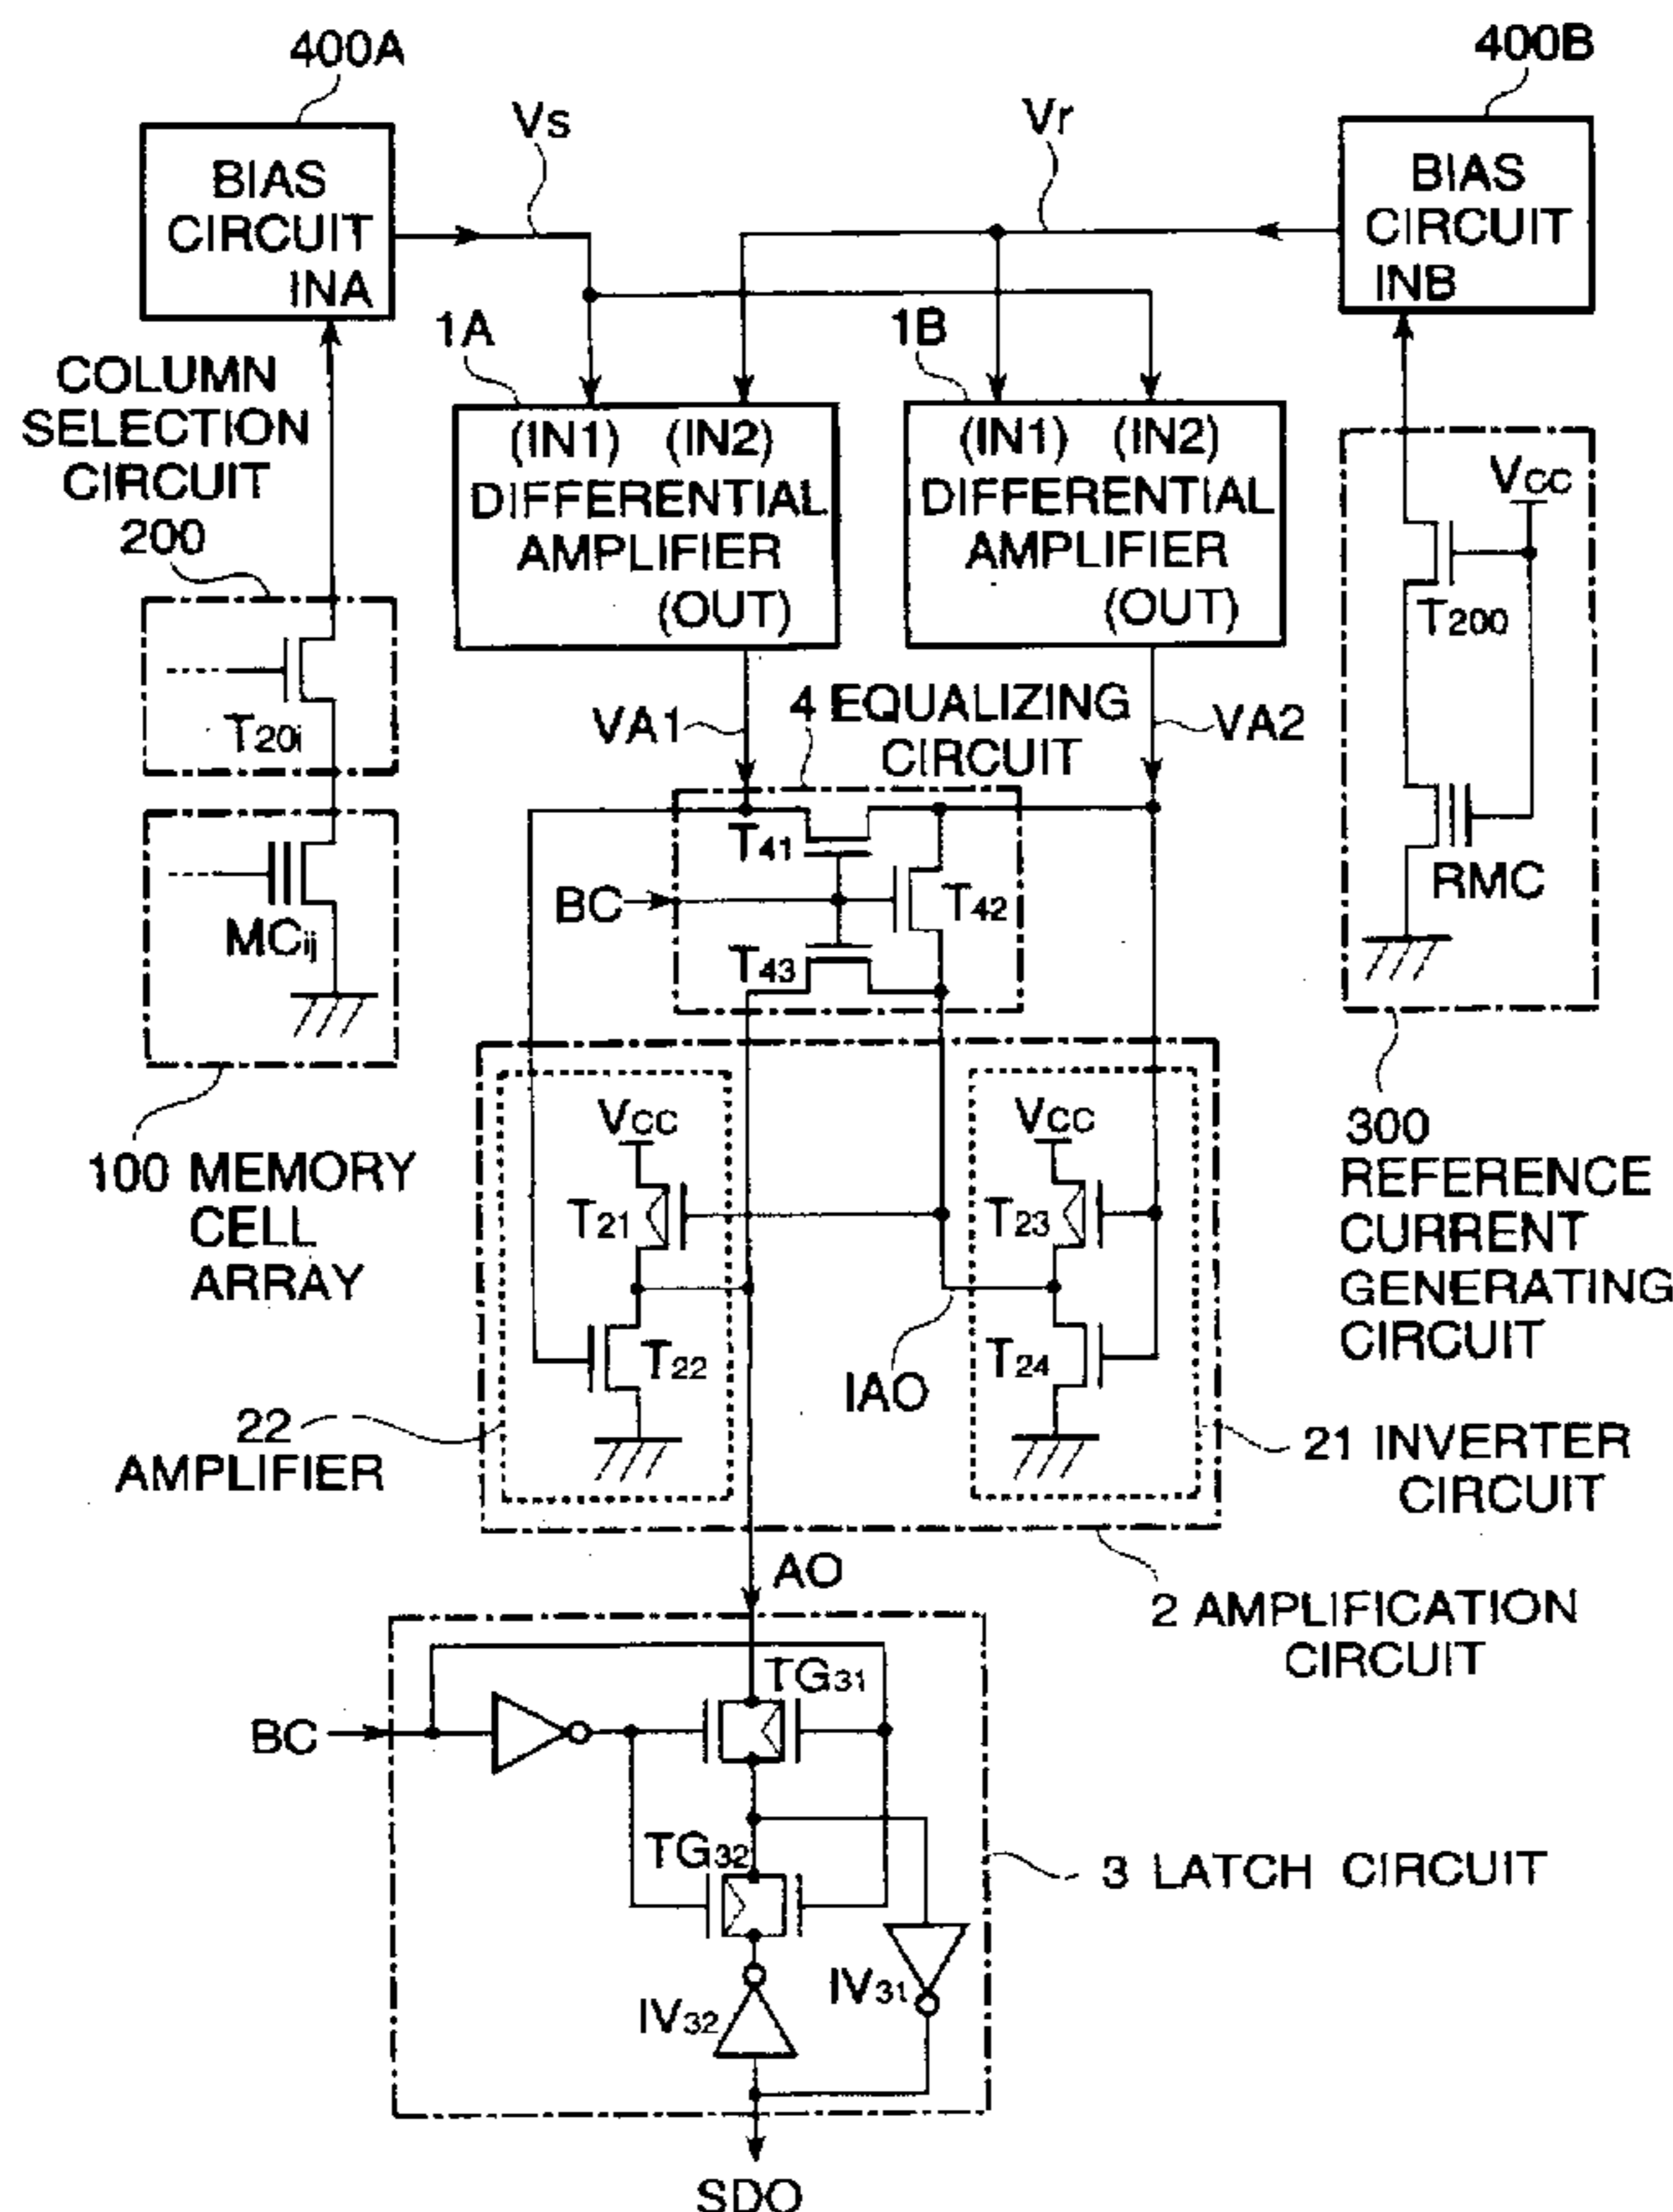 400A
400B
Vs
Vr
BIAS
CIRCUIT
INA
BIAS
CIRCUIT
INB
1A
1B
COLUMN
SELECTION
CIRCUIT
200
(IN1) (IN2)
DIFFERENTIAL
AMPLIFIER
(OUT)
(IN1) (IN2)
DIFFERENTIAL
AMPLIFIER
(OUT)
VCC
T200
T20i
VA1
4 EQUALIZING
CIRCUIT
VA2
T41
BC
T42
T43
RMC
MCij
100 MEMORY
CELL
ARRAY
300
REFERENCE
CURRENT
GENERATING
CIRCUIT
VCC
VCC
T21
T23
T22
T24
IAO
22
AMPLIFIER
21 INVERTER
CIRCUIT
AO
2 AMPLIFICATION
CIRCUIT
TG31
BC
TG32
3 LATCH CIRCUIT
IV31
IV32
SDO